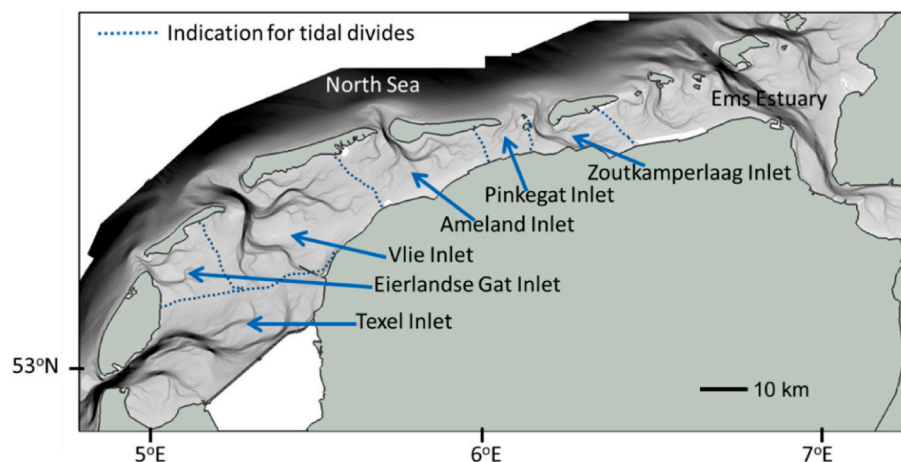 Indication for tidal divides
North Sea
Ems Estuary
Zoutkamperlaag Inlet
Pinkegat Inlet
Ameland Inlet
Vlie Inlet
Eierlandse Gat Inlet
Texel Inlet
53°N
10 km
5°E
6°E
7°E